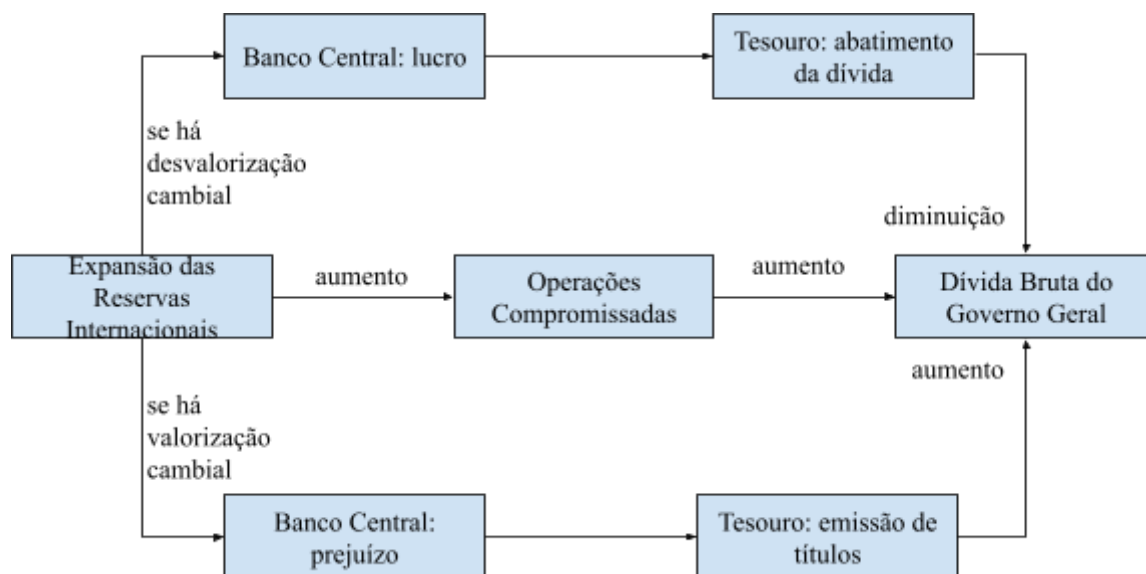 Banco Central: lucro
Tesouro: abatimento
da dívida
se há
desvalorização
cambial
diminuição
Expansão das
Reservas
Internacionais
aumento
Operações
Compromissadas
aumento
Dívida Bruta do
Governo Geral
aumento
se há
valorização
cambial
Banco Central:
prejuízo
Tesouro: emissão de
títulos